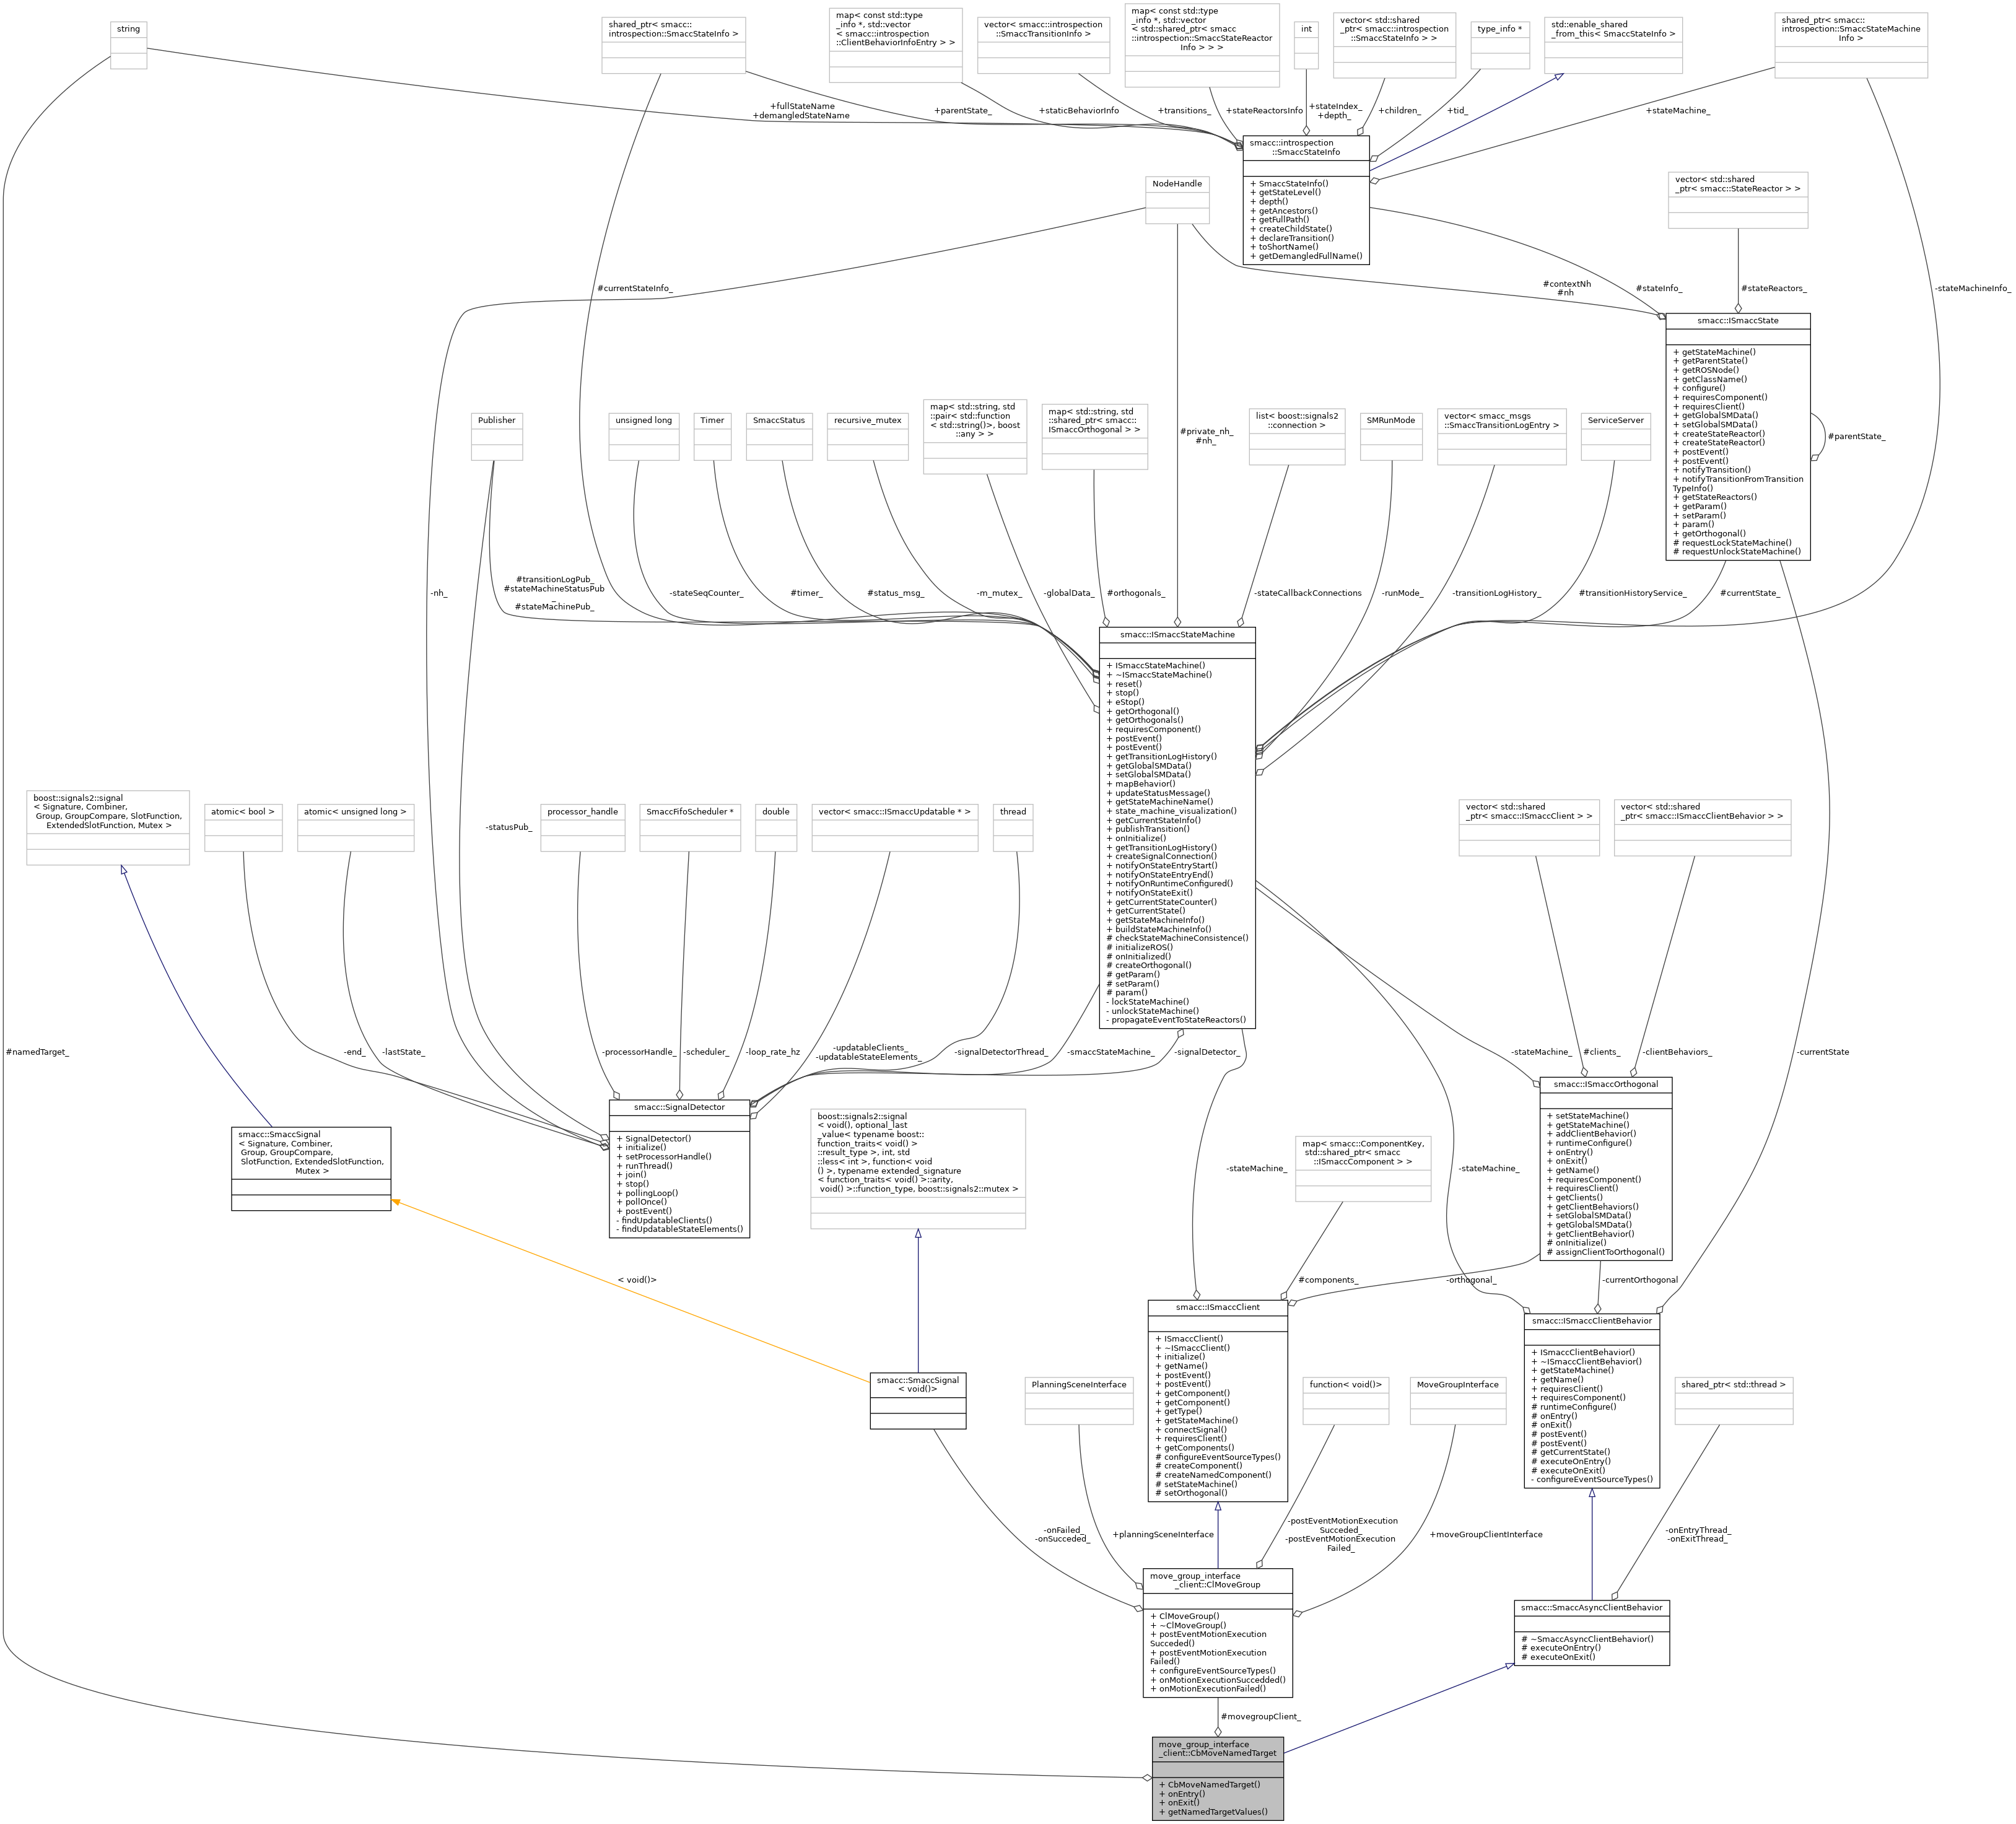 string
shared_ptr< smacc::
introspection::SmaccStateInfo >
map< const std::type
_info *, std::vector
< smacc::introspection
::ClientBehaviorInfoEntry > >
vector< smacc::introspection
::SmaccTransitionInfo >
map< const std::type
_info *, std::vector
< std::shared_ptr< smacc
::introspection::SmaccStateReactor
Info > > >
int
vector< std::shared
_ptr< smacc::introspection
::SmaccStateInfo > >
type_info *
std::enable_shared
_from_this< SmaccStateInfo >
shared_ptr< smacc::
introspection::SmaccStateMachine
Info >
+fullStateName
+demangledStateName
+parentState_
+staticBehaviorInfo
+transitions_
+stateReactorsInfo
+stateIndex_
+depth_
+children_
+tid_
+stateMachine_
smacc::introspection
::SmaccStateInfo
+ SmaccStateInfo()
+ getStateLevel()
+ depth()
+ getAncestors()
+ getFullPath()
+ createChildState()
+ declareTransition()
+ toShortName()
+ getDemangledFullName()
NodeHandle
vector< std::shared
_ptr< smacc::StateReactor > >
#currentStateInfo_
#contextNh
#nh
#stateInfo_
#stateReactors_
-stateMachineInfo_
smacc::ISmaccState
+ getStateMachine()
+ getParentState()
+ getROSNode()
+ getClassName()
+ configure()
+ requiresComponent()
+ requiresClient()
+ getGlobalSMData()
+ setGlobalSMData()
+ createStateReactor()
+ createStateReactor()
+ postEvent()
+ postEvent()
+ notifyTransition()
+ notifyTransitionFromTransition
TypeInfo()
+ getStateReactors()
+ getParam()
+ setParam()
+ param()
+ getOrthogonal()
# requestLockStateMachine()
# requestUnlockStateMachine()
#parentState_
Publisher
unsigned long
Timer
SmaccStatus
recursive_mutex
map< std::string, std
::pair< std::function
< std::string()>, boost
::any > >
map< std::string, std
::shared_ptr< smacc::
ISmaccOrthogonal > >
#private_nh_
#nh_
list< boost::signals2
::connection >
SMRunMode
vector< smacc_msgs
::SmaccTransitionLogEntry >
ServiceServer
-nh_
#transitionLogPub_
#stateMachineStatusPub
_
#stateMachinePub_
-stateSeqCounter_
#timer_
#status_msg_
-m_mutex_
-globalData_
#orthogonals_
-stateCallbackConnections
-runMode_
-transitionLogHistory_
#transitionHistoryService_
#currentState_
smacc::ISmaccStateMachine
+ ISmaccStateMachine()
+ ~ISmaccStateMachine()
+ reset()
+ stop()
+ eStop()
+ getOrthogonal()
+ getOrthogonals()
+ requiresComponent()
+ postEvent()
+ postEvent()
+ getTransitionLogHistory()
+ getGlobalSMData()
+ setGlobalSMData()
+ mapBehavior()
+ updateStatusMessage()
+ getStateMachineName()
+ state_machine_visualization()
+ getCurrentStateInfo()
+ publishTransition()
+ onInitialize()
+ getTransitionLogHistory()
+ createSignalConnection()
+ notifyOnStateEntryStart()
+ notifyOnStateEntryEnd()
+ notifyOnRuntimeConfigured()
+ notifyOnStateExit()
+ getCurrentStateCounter()
+ getCurrentState()
+ getStateMachineInfo()
+ buildStateMachineInfo()
# checkStateMachineConsistence()
# initializeROS()
# onInitialized()
# createOrthogonal()
# getParam()
# setParam()
# param()
- lockStateMachine()
- unlockStateMachine()
- propagateEventToStateReactors()
boost::signals2::signal
< Signature, Combiner,
Group, GroupCompare, SlotFunction,
ExtendedSlotFunction, Mutex >
atomic< bool >
atomic< unsigned long >
-statusPub_
processor_handle
SmaccFifoScheduler *
double
vector< smacc::ISmaccUpdatable * >
thread
vector< std::shared
_ptr< smacc::ISmaccClient > >
vector< std::shared
_ptr< smacc::ISmaccClientBehavior > >
#namedTarget_
-end_
-lastState_
-processorHandle_
-scheduler_
-loop_rate_hz
-updatableClients_
-updatableStateElements_
-signalDetectorThread_
-smaccStateMachine_
-signalDetector_
-stateMachine_
#clients_
-clientBehaviors_
-currentState
smacc::SignalDetector
+ SignalDetector()
+ initialize()
+ setProcessorHandle()
+ runThread()
+ join()
+ stop()
+ pollingLoop()
+ pollOnce()
+ postEvent()
- findUpdatableClients()
- findUpdatableStateElements()
smacc::ISmaccOrthogonal
+ setStateMachine()
+ getStateMachine()
+ addClientBehavior()
+ runtimeConfigure()
+ onEntry()
+ onExit()
+ getName()
+ requiresComponent()
+ requiresClient()
+ getClients()
+ getClientBehaviors()
+ setGlobalSMData()
+ getGlobalSMData()
+ getClientBehavior()
# onInitialize()
# assignClientToOrthogonal()
smacc::SmaccSignal
< Signature, Combiner,
Group, GroupCompare,
SlotFunction, ExtendedSlotFunction,
Mutex >
boost::signals2::signal
< void(), optional_last
_value< typename boost::
function_traits< void() >
::result_type >, int, std
::less< int >, function< void
() >, typename extended_signature
< function_traits< void() >::arity,
void() >::function_type, boost::signals2::mutex >
-stateMachine_
map< smacc::ComponentKey,
std::shared_ptr< smacc
::ISmaccComponent > >
-stateMachine_
< void()>
#components_
-orthogonal_
-currentOrthogonal
smacc::ISmaccClient
+ ISmaccClient()
+ ~ISmaccClient()
+ initialize()
+ getName()
+ postEvent()
+ postEvent()
+ getComponent()
+ getComponent()
+ getType()
+ getStateMachine()
+ connectSignal()
+ requiresClient()
+ getComponents()
# configureEventSourceTypes()
# createComponent()
# createNamedComponent()
# setStateMachine()
# setOrthogonal()
smacc::ISmaccClientBehavior
+ ISmaccClientBehavior()
+ ~ISmaccClientBehavior()
+ getStateMachine()
+ getName()
+ requiresClient()
+ requiresComponent()
# runtimeConfigure()
# onEntry()
# onExit()
# postEvent()
# postEvent()
# getCurrentState()
# executeOnEntry()
# executeOnExit()
- configureEventSourceTypes()
smacc::SmaccSignal
< void()>
PlanningSceneInterface
function< void()>
MoveGroupInterface
shared_ptr< std::thread >
-onFailed_
-onSucceded_
+planningSceneInterface
-postEventMotionExecution
Succeded_
-postEventMotionExecution
Failed_
+moveGroupClientInterface
-onEntryThread_
-onExitThread_
move_group_interface
_client::ClMoveGroup
+ ClMoveGroup()
+ ~ClMoveGroup()
+ postEventMotionExecution
Succeded()
+ postEventMotionExecution
Failed()
+ configureEventSourceTypes()
+ onMotionExecutionSuccedded()
+ onMotionExecutionFailed()
smacc::SmaccAsyncClientBehavior
# ~SmaccAsyncClientBehavior()
# executeOnEntry()
# executeOnExit()
#movegroupClient_
move_group_interface
_client::CbMoveNamedTarget
+ CbMoveNamedTarget()
+ onEntry()
+ onExit()
+ getNamedTargetValues()